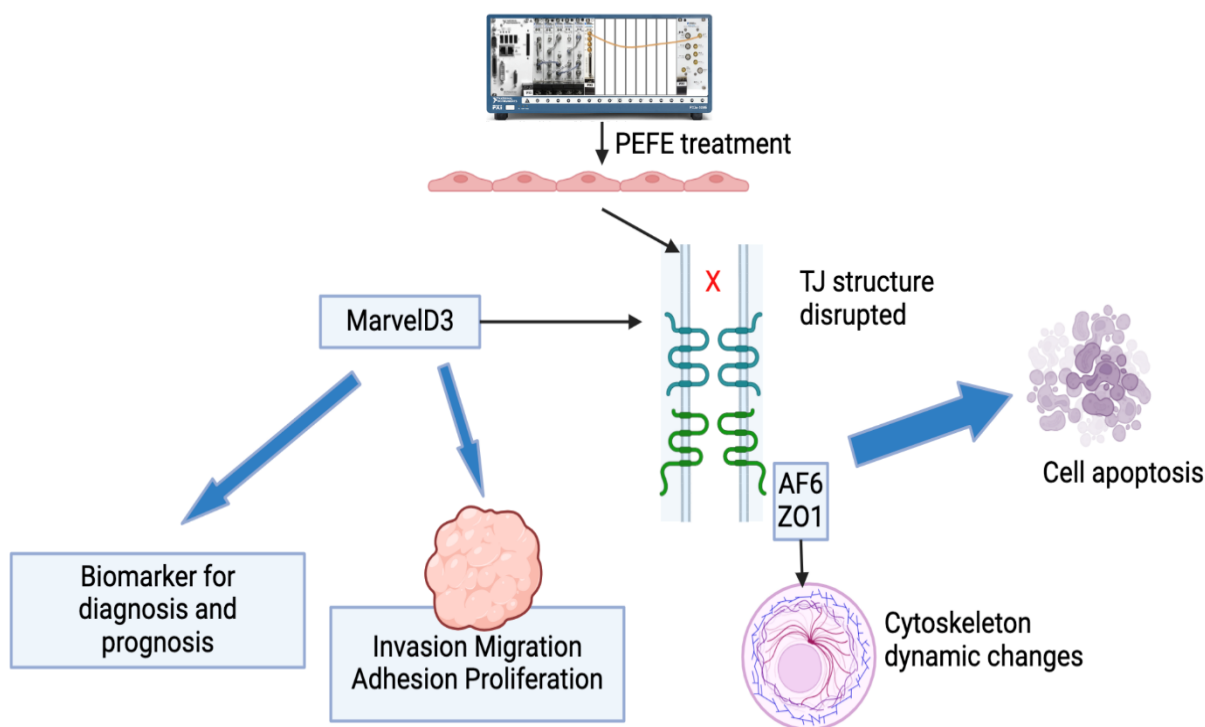 PXI
PEFE treatment
X
TJ structure
disrupted
MarvelD3
Cell apoptosis
AF6
ZO1
Biomarker for
diagnosis and
prognosis
Invasion Migration
Adhesion Proliferation
Cytoskeleton
dynamic changes